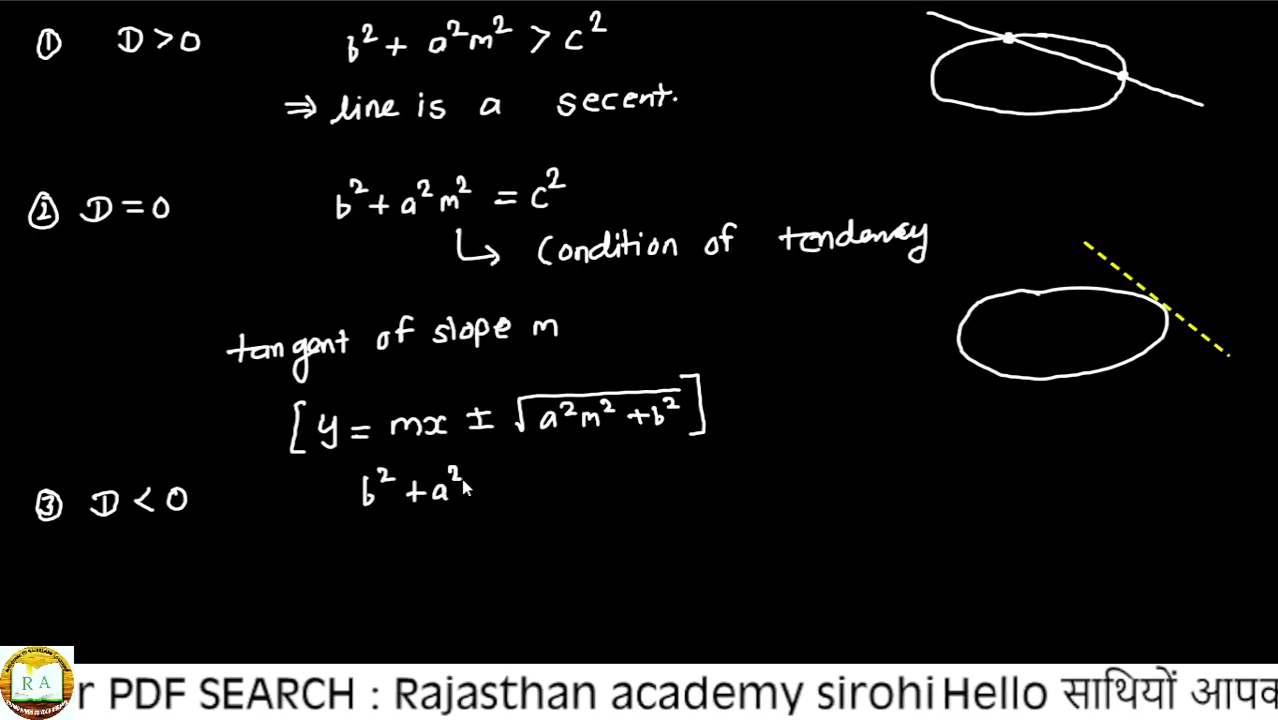 ① D > 0 b² + a²m² > c²
⇒ line is a secent.
② D = 0 b² + a²m² = c²
↳ Condition of tendency
tangent of slope m
[y = mx ± √(a²m² + b²)]
③ D < 0 b² + a²
RA
r PDF SEARCH : Rajasthan academy sirohi Hello साथियों आपक